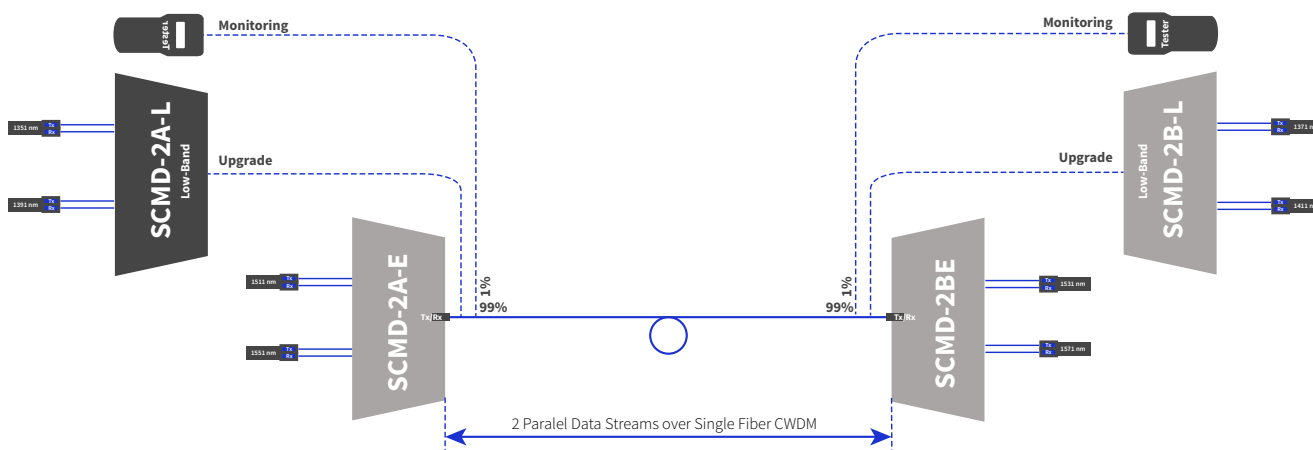 Monitoring
Monitoring
Tester
Tester
SCMD-2A-L
Low-Band
Low-Band
SCMD-2B-L
1351 nm
Tx
Rx
Tx
Rx
1371 n
Upgrade
Upgrade
1391 nm
Tx
Rx
Tx
Rx
1411 n
SCMD-2A-E
SCMD-2BE
1511 nm
Tx
Rx
Tx
Rx
1531 nm
1%
1%
99%
99%
Tx/Rx
Tx/Rx
1551 nm
Tx
Rx
Tx
Rx
1571 nm
2 Paralel Data Streams over Single Fiber CWDM